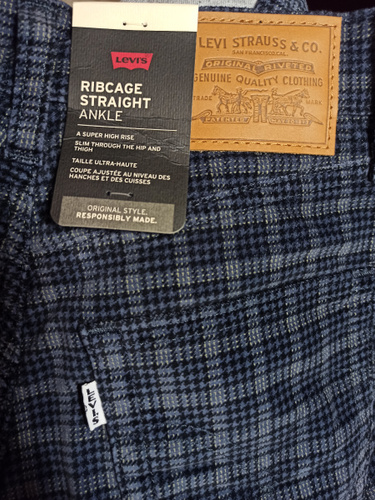 Levi's
RIBCAGE
STRAIGHT
ANKLE
A SUPER HIGH RISE
SLIM THROUGH THE HIP AND
THIGH
TAILLE ULTRA-HAUTE
COUPE AJUSTÉE AU NIVEAU DES
HANCHES ET DES CUISSES
ORIGINAL STYLE.
RESPONSIBLY MADE.
LEVI STRAUSS & CO.
SAN FRANCISCO, CAL.
ORIGINAL RIVETED
GENUINE QUALITY CLOTHING
TRADE MARK
PATENTED
LEVI'S